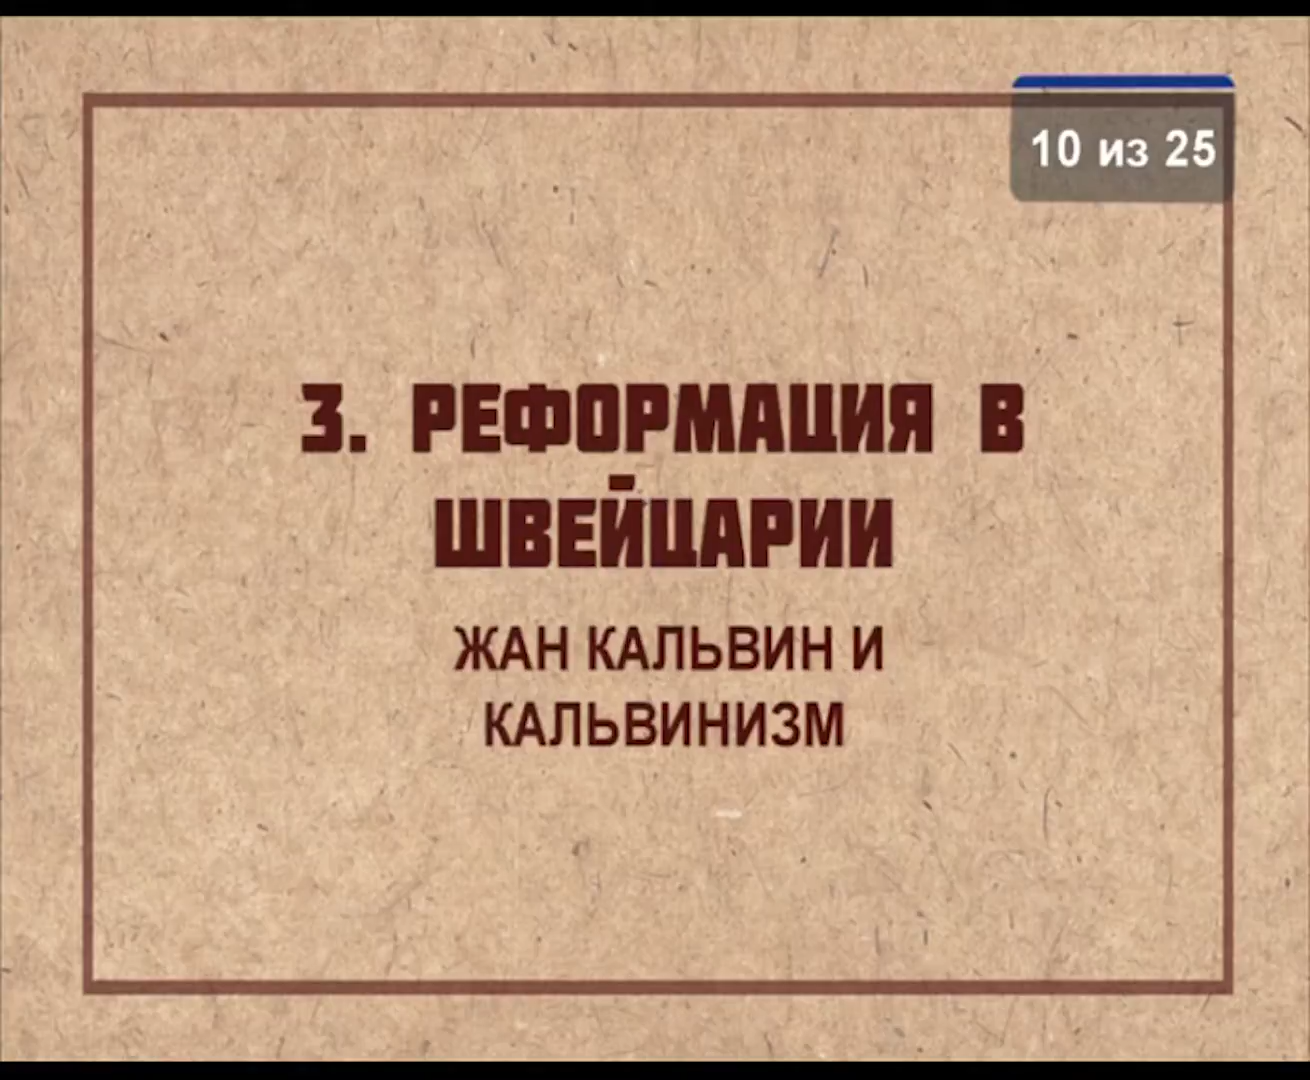 10 из 25
3. РЕФОРМАЦИЯ В
ШВЕЙЦАРИИ
ЖАН КАЛЬВИН И
КАЛЬВИНИЗМ